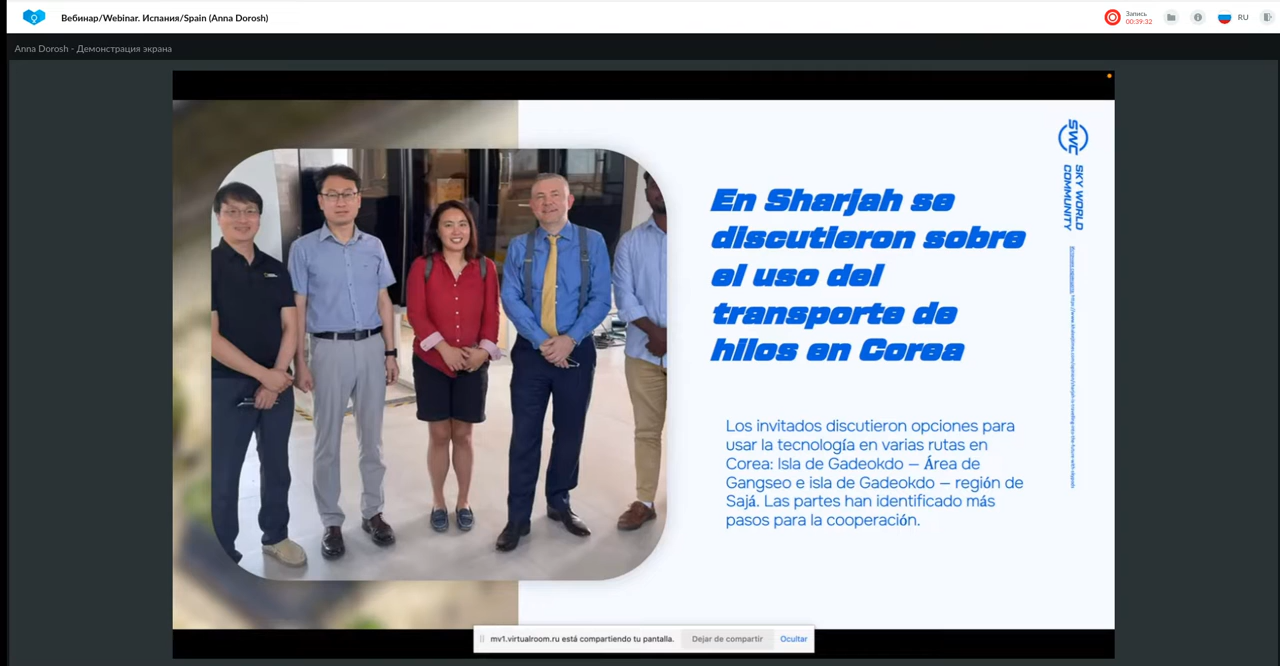 Вебинар/Webinar. Испания/Spain (Anna Dorosh)
Запись
00:39:32
RU
Anna Dorosh - Демонстрация экрана
SWC
SKY WORLD
COMMUNITY
En Sharjah se
discutieron sobre
el uso del
transporte de
hilos en Corea
Los invitados discutieron opciones para
usar la tecnología en varias rutas en
Corea: Isla de Gadeokdo – Área de
Gangseo e isla de Gadeokdo – región de
Sajá. Las partes han identificado más
pasos para la cooperación.
mv1.virtualroom.ru está compartiendo tu pantalla.
Dejar de compartir
Ocultar